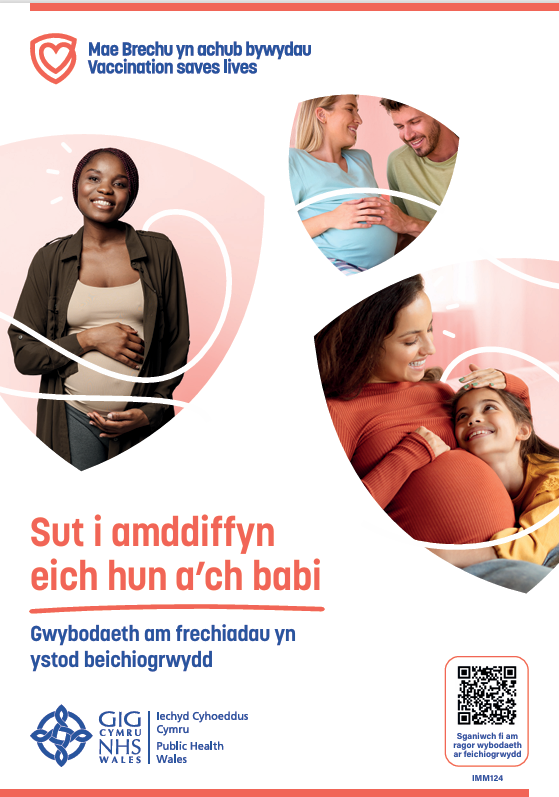 Mae Brechu yn achub bywydau
Vaccination saves lives
Sut i amddiffyn
eich hun a’ch babi
Gwybodaeth am frechiadau yn
ystod beichiogrwydd
GIG
CYMRU
NHS
WALES
Iechyd Cyhoeddus
Cymru
Public Health
Wales
Sganiwch fi am
ragor wybodaeth
ar feichiogrwydd
IMM124